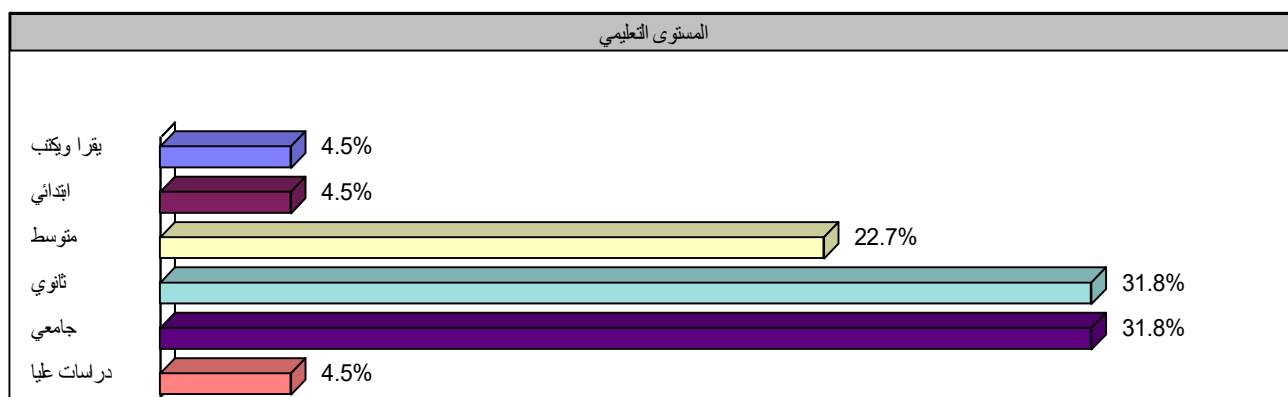 المستوى التعليمي
يقرا ويكتب 4.5%
ابتدائي 4.5%
متوسط 22.7%
ثانوي 31.8%
جامعي 31.8%
دراسات عليا 4.5%